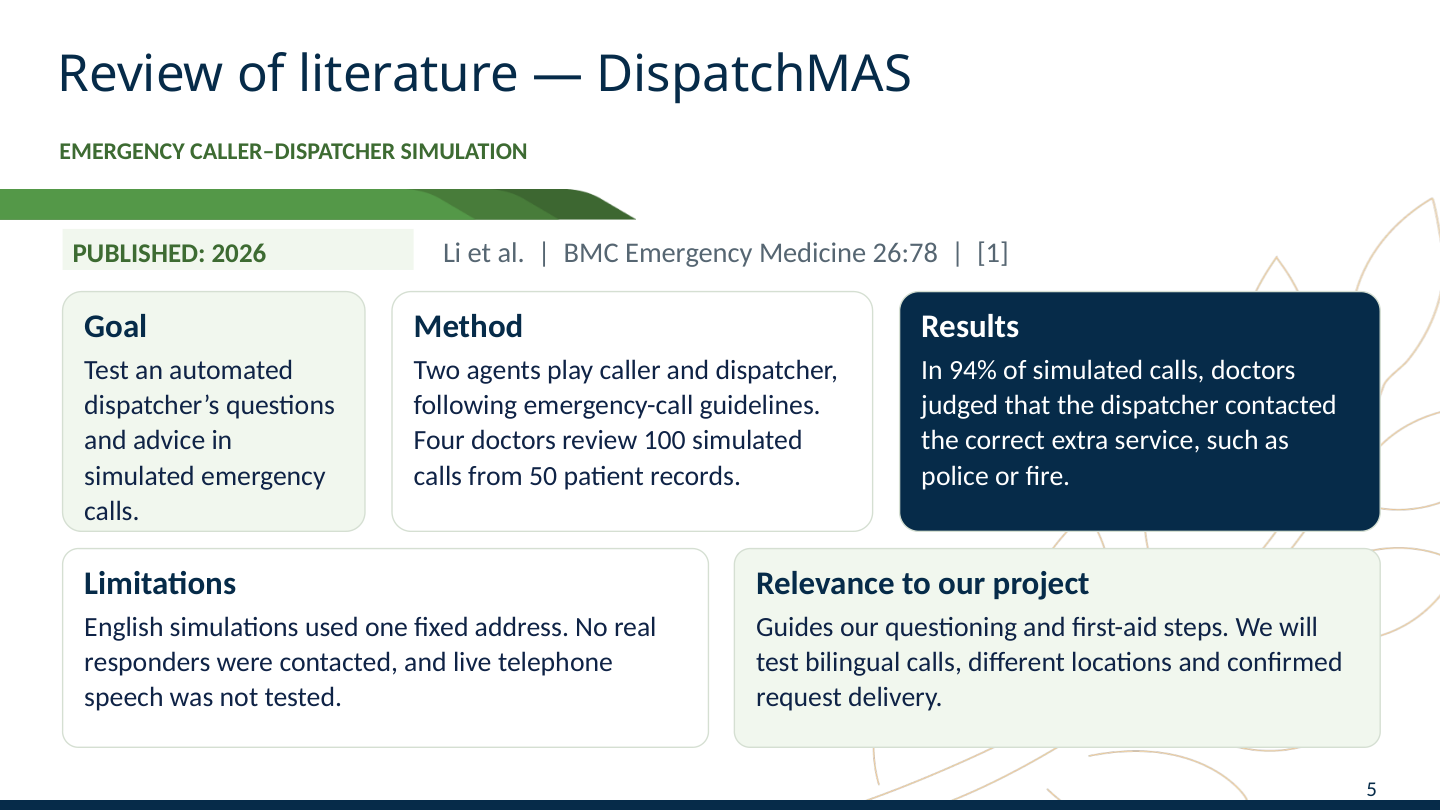 Review of literature — DispatchMAS
EMERGENCY CALLER–DISPATCHER SIMULATION
PUBLISHED: 2026
Li et al. | BMC Emergency Medicine 26:78 | [1]
Goal
Test an automated
dispatcher’s questions
and advice in
simulated emergency
calls.
Method
Two agents play caller and dispatcher,
following emergency-call guidelines.
Four doctors review 100 simulated
calls from 50 patient records.
Results
In 94% of simulated calls, doctors
judged that the dispatcher contacted
the correct extra service, such as
police or fire.
Limitations
English simulations used one fixed address. No real
responders were contacted, and live telephone
speech was not tested.
Relevance to our project
Guides our questioning and first-aid steps. We will
test bilingual calls, different locations and confirmed
request delivery.
5